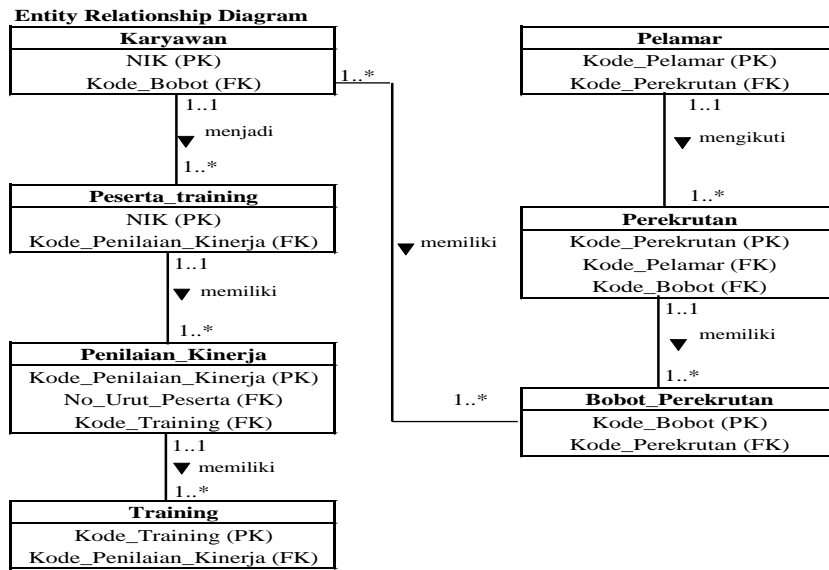 Entity Relationship Diagram
Karyawan
NIK (PK)
Kode_Bobot (FK)
1..1
menjadi
1..*
Peserta_training
NIK (PK)
Kode_Penilaian_Kinerja (FK)
1..1
memiliki
1..*
Penilaian_Kinerja
Kode_Penilaian_Kinerja (PK)
No_Urut_Peserta (FK)
Kode_Training (FK)
1..1
memiliki
1..*
Training
Kode_Training (PK)
Kode_Penilaian_Kinerja (FK)
1..*
memiliki
1..*
Pelamar
Kode_Pelamar (PK)
Kode_Perekrutan (FK)
1..1
mengikuti
1..*
Perekrutan
Kode_Perekrutan (PK)
Kode_Pelamar (FK)
Kode_Bobot (FK)
1..1
memiliki
1..*
Bobot_Perekrutan
Kode_Bobot (PK)
Kode_Perekrutan (FK)